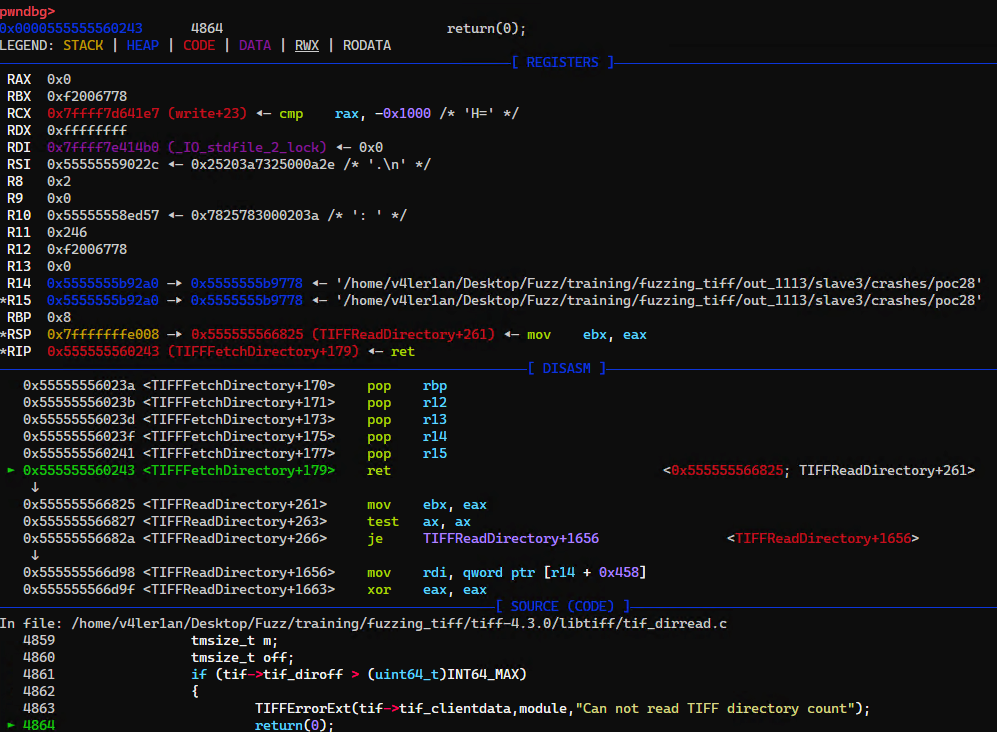 pwndbg>
0x0000555555560243      4864                            return(0);
LEGEND: STACK | HEAP | CODE | DATA | RWX | RODATA
[ REGISTERS ]
RAX  0x0
RBX  0xf2006778
RCX  0x7ffff7d641e7 (write+23) ◂— cmp    rax, -0x1000 /* 'H=' */
RDX  0xffffffff
RDI  0x7ffff7e414b0 (_IO_stdfile_2_lock) ◂— 0x0
RSI  0x55555559022c ◂— 0x25203a7325000a2e /* '.\n' */
R8   0x2
R9   0x0
R10  0x55555558ed57 ◂— 0x7825783000203a /* ': ' */
R11  0x246
R12  0xf2006778
R13  0x0
R14  0x5555555b92a0 —▸ 0x5555555b9778 ◂— '/home/v4ler1an/Desktop/Fuzz/training/fuzzing_tiff/out_1113/slave3/crashes/poc28'
*R15  0x5555555b92a0 —▸ 0x5555555b9778 ◂— '/home/v4ler1an/Desktop/Fuzz/training/fuzzing_tiff/out_1113/slave3/crashes/poc28'
RBP  0x8
*RSP  0x7fffffffe008 —▸ 0x555555566825 (TIFFReadDirectory+261) ◂— mov    ebx, eax
*RIP  0x555555560243 (TIFFFetchDirectory+179) ◂— ret
[ DISASM ]
0x55555556023a <TIFFFetchDirectory+170>    pop    rbp
0x55555556023b <TIFFFetchDirectory+171>    pop    r12
0x55555556023d <TIFFFetchDirectory+173>    pop    r13
0x55555556023f <TIFFFetchDirectory+175>    pop    r14
0x555555560241 <TIFFFetchDirectory+177>    pop    r15
► 0x555555560243 <TIFFFetchDirectory+179>    ret                                         <0x555555566825; TIFFReadDirectory+261>
↓
0x555555566825 <TIFFReadDirectory+261>     mov    ebx, eax
0x555555566827 <TIFFReadDirectory+263>     test   ax, ax
0x55555556682a <TIFFReadDirectory+266>     je     TIFFReadDirectory+1656                <TIFFReadDirectory+1656>
↓
0x555555566d98 <TIFFReadDirectory+1656>    mov    rdi, qword ptr [r14 + 0x458]
0x555555566d9f <TIFFReadDirectory+1663>    xor    eax, eax
[ SOURCE (CODE) ]
In file: /home/v4ler1an/Desktop/Fuzz/training/fuzzing_tiff/tiff-4.3.0/libtiff/tif_dirread.c
4859                 tmsize_t m;
4860                 tmsize_t off;
4861                 if (tif->tif_diroff > (uint64_t)INT64_MAX)
4862                 {
4863                         TIFFErrorExt(tif->tif_clientdata,module,"Can not read TIFF directory count");
► 4864                         return(0);